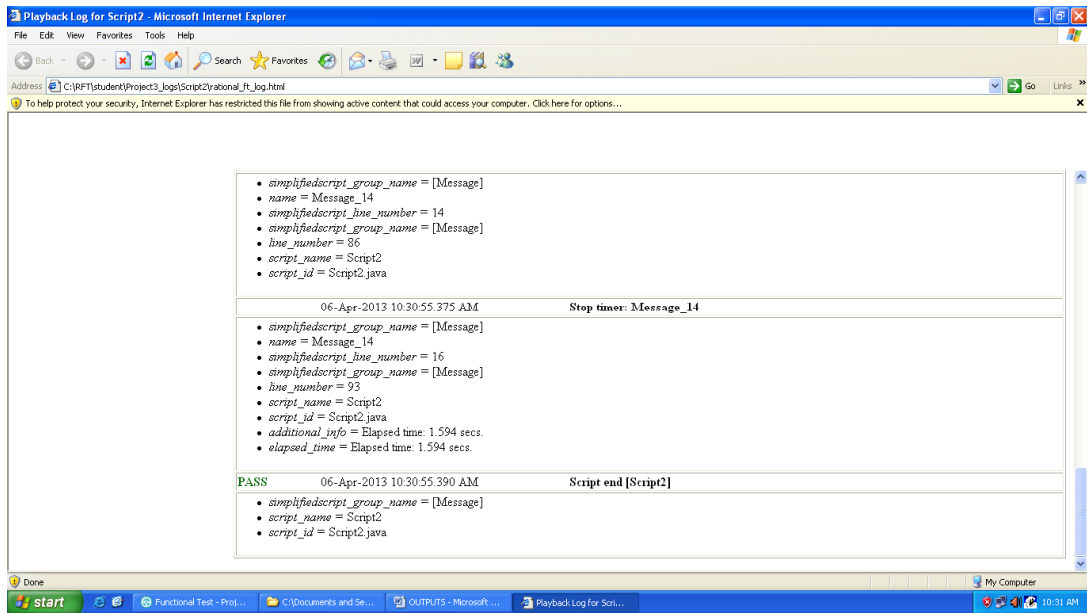 Playback Log for Script2 - Microsoft Internet Explorer
File Edit View Favorites Tools Help
Back Search Favorites
Address C:\RFT\student\Project3_logs\Script2\rational_ft_log.html Go Links »
To help protect your security, Internet Explorer has restricted this file from showing active content that could access your computer. Click here for options...
• simplifiedscript_group_name = [Message]
• name = Message_14
• simplifiedscript_line_number = 14
• simplifiedscript_group_name = [Message]
• line_number = 86
• script_name = Script2
• script_id = Script2.java
06-Apr-2013 10:30:55.375 AM Stop timer: Message_14
• simplifiedscript_group_name = [Message]
• name = Message_14
• simplifiedscript_line_number = 16
• simplifiedscript_group_name = [Message]
• line_number = 93
• script_name = Script2
• script_id = Script2.java
• additional_info = Elapsed time: 1.594 secs.
• elapsed_time = Elapsed time: 1.594 secs.
PASS 06-Apr-2013 10:30:55.390 AM Script end [Script2]
• simplifiedscript_group_name = [Message]
• script_name = Script2
• script_id = Script2.java
Done My Computer
start Functional Test - Proj... C:\Documents and Se... OUTPUTS - Microsoft ... Playback Log for Scri... 10:31 AM